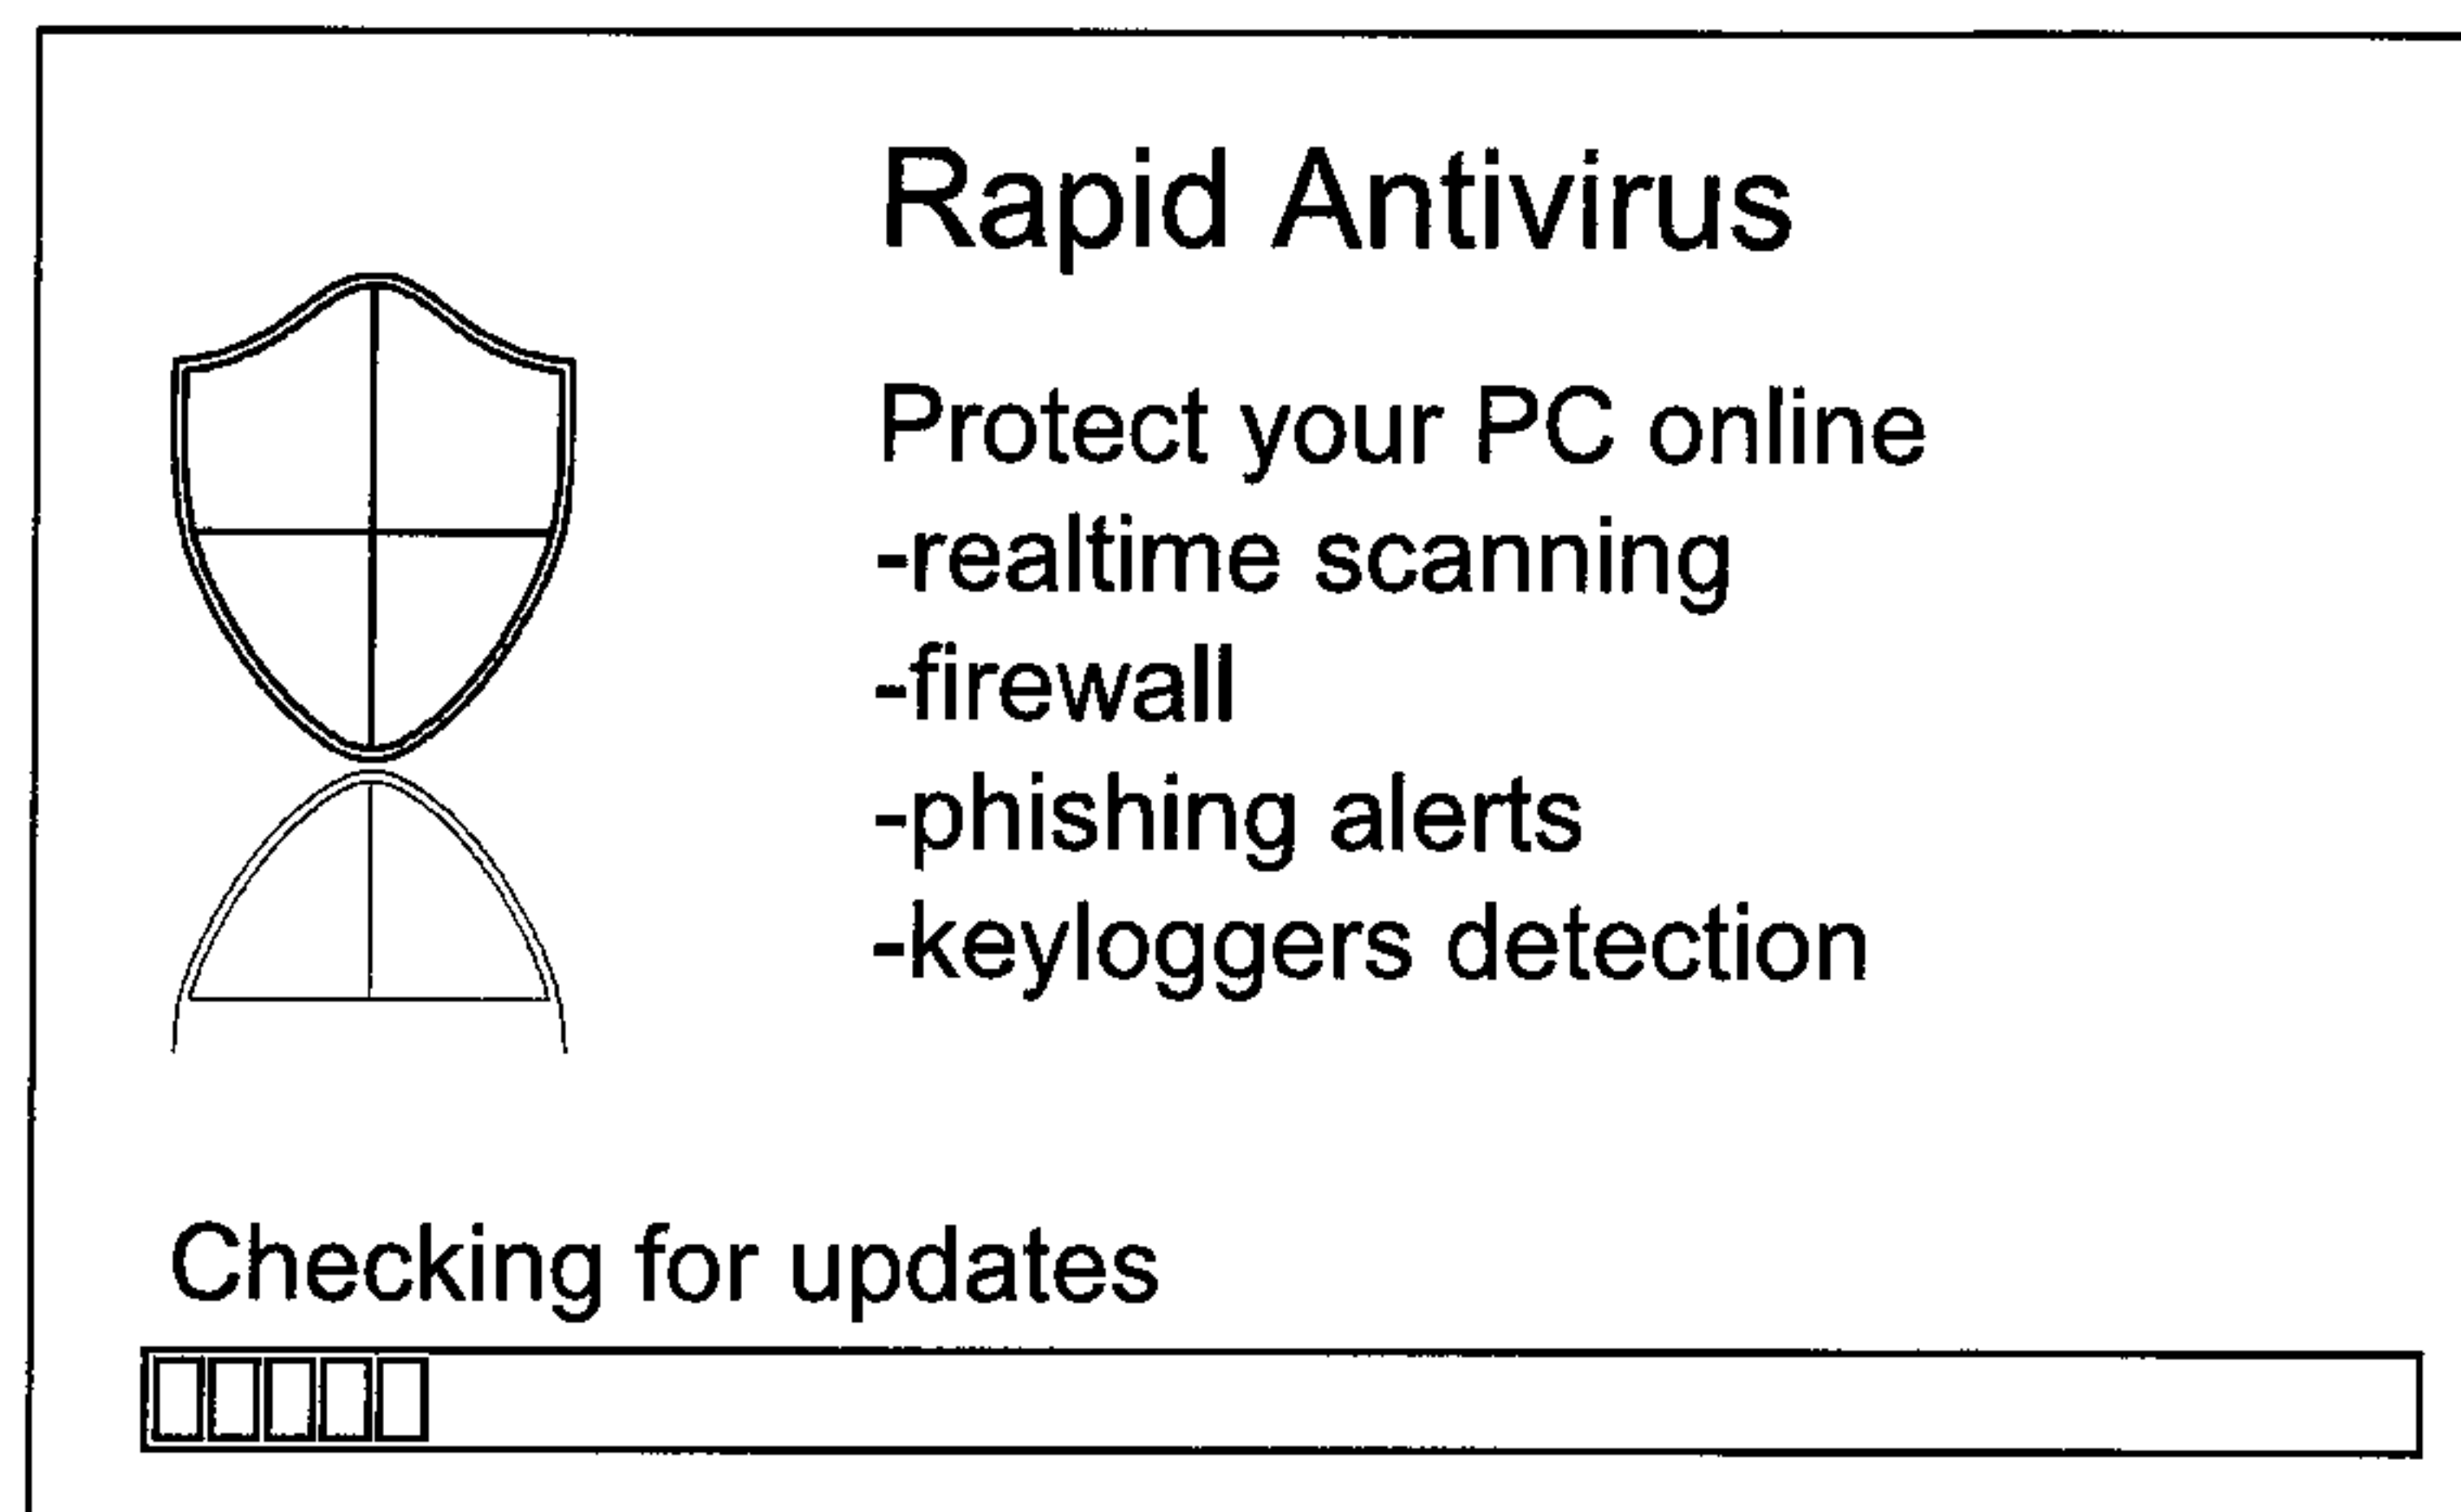 Rapid Antivirus
Protect your PC online
-realtime scanning
-firewall
-phishing alerts
-keyloggers detection
Checking for updates